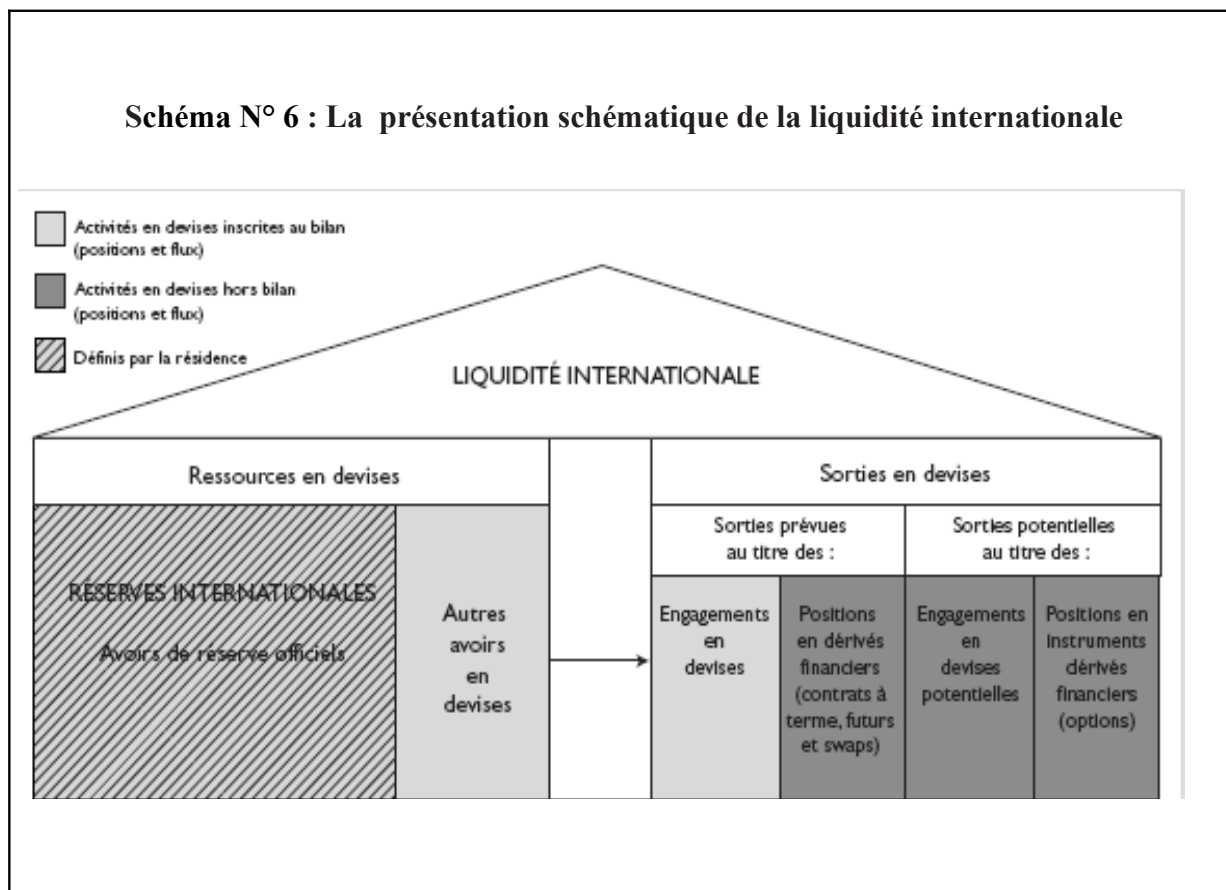 Schéma N° 6 : La présentation schématique de la liquidité internationale
Activités en devises inscrites au bilan
(positions et flux)
Activités en devises hors bilan
(positions et flux)
Définis par la résidence
LIQUIDITÉ INTERNATIONALE
Ressources en devises
Sorties en devises
Sorties prévues
au titre des :
Sorties potentielles
au titre des :
RÉSERVES INTERNATIONALES
Avoirs de reserve officiels
Autres
avoirs
en
devises
Engagements
en
devises
Positions
en dérivés
financiers
(contrats à
terme, futurs
et swaps)
Engagements
en
devises
potentielles
Positions en
instruments
dérivés
financiers
(options)